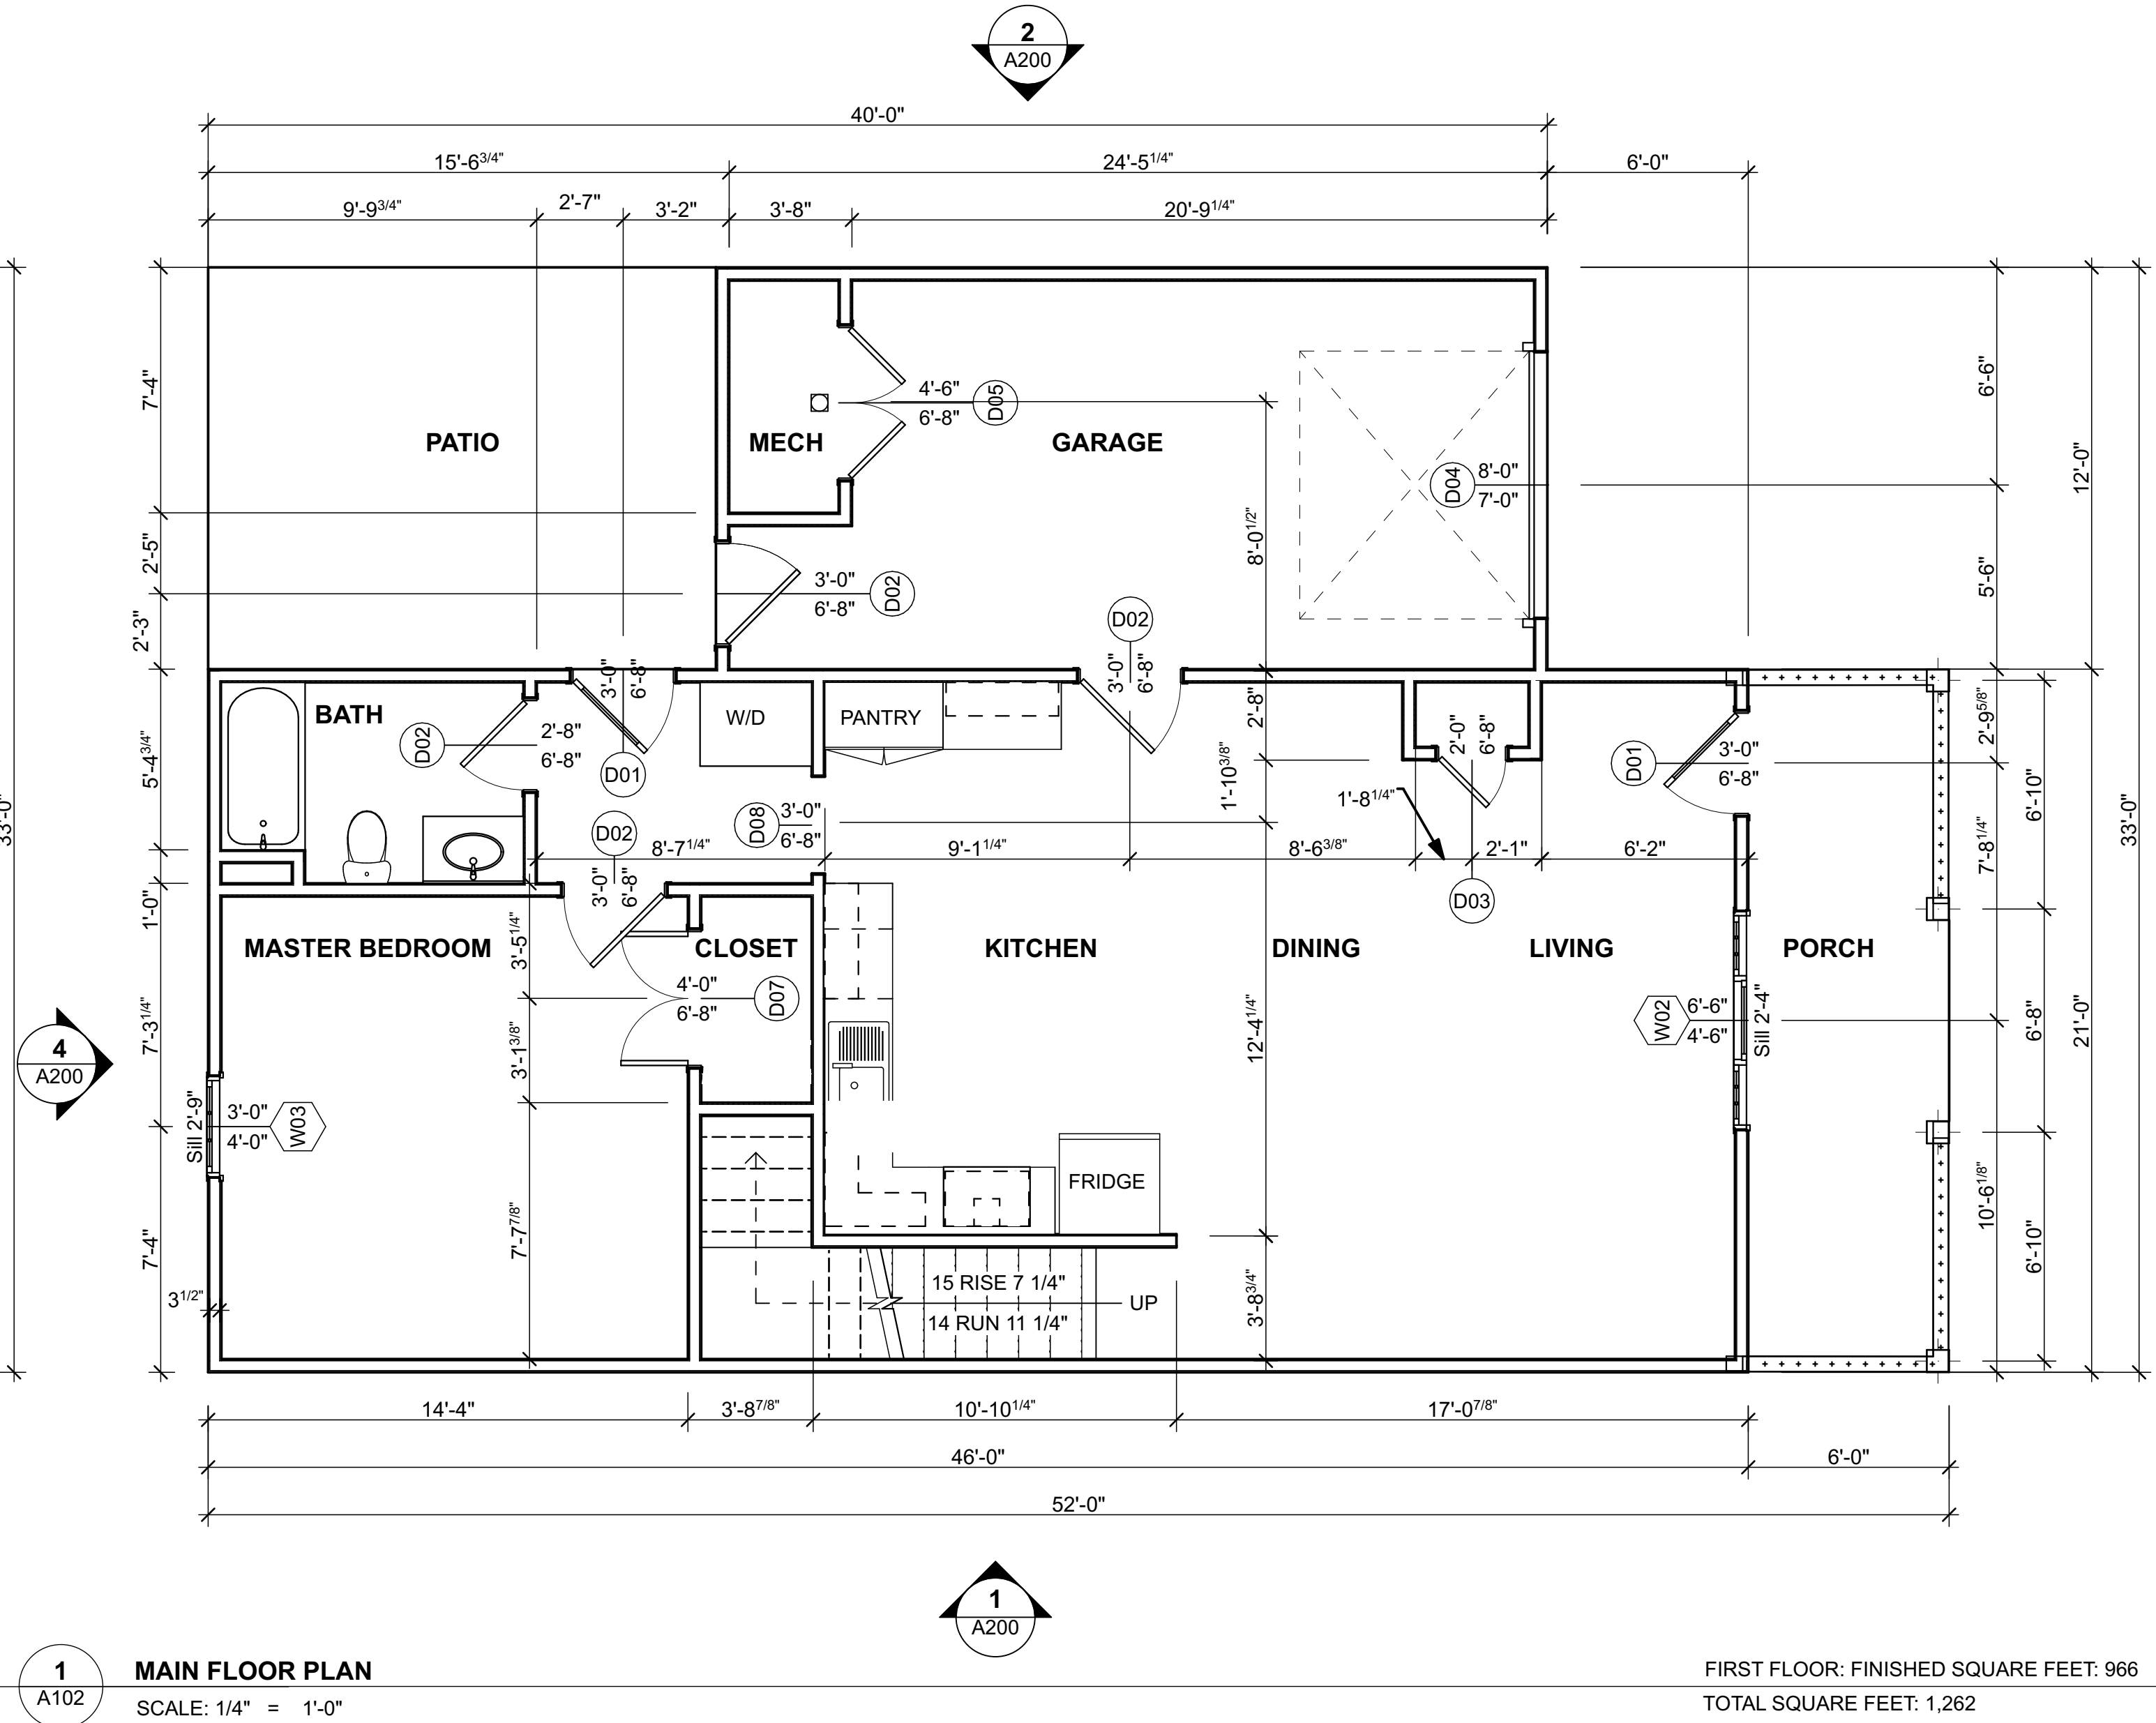 2
A200
40'-0"
15'-6 3/4"
24'-5 1/4"
6'-0"
9'-9 3/4"
2'-7"
3'-2"
3'-8"
20'-9 1/4"
33'-0"
7'-4"
2'-5"
2'-3"
5'-4 3/4"
1'-0"
7'-3 1/4"
7'-4"
3 1/2"
PATIO
MECH
GARAGE
4'-6"
6'-8"
D05
D04
8'-0"
7'-0"
8'-0 1/2"
3'-0"
6'-8"
D02
D02
3'-0"
6'-8"
6'-6"
5'-6"
12'-0"
33'-0"
BATH
D02
2'-8"
6'-8"
3'-0"
6'-8"
D01
W/D
PANTRY
2'-8"
1'-10 3/8"
2'-0"
6'-8"
D01
3'-0"
6'-8"
2'-9 5/8"
6'-10"
7'-8 1/4"
D02
3'-0"
6'-8"
D08
3'-0"
6'-8"
1'-8 1/4"
8'-7 1/4"
9'-1 1/4"
8'-6 3/8"
2'-1"
6'-2"
D03
MASTER BEDROOM
CLOSET
KITCHEN
DINING
LIVING
PORCH
3'-5 1/4"
4'-0"
6'-8"
D07
3'-1 3/8"
12'-4 1/4"
W02
6'-6"
4'-6"
Sill 2'-4"
6'-8"
21'-0"
4
A200
Sill 2'-9"
3'-0"
4'-0"
W03
FRIDGE
7'-7 7/8"
15 RISE 7 1/4"
UP
14 RUN 11 1/4"
3'-8 3/4"
10'-6 1/8"
6'-10"
14'-4"
3'-8 7/8"
10'-10 1/4"
17'-0 7/8"
46'-0"
6'-0"
52'-0"
1
A200
1
A102
MAIN FLOOR PLAN
SCALE: 1/4" = 1'-0"
FIRST FLOOR: FINISHED SQUARE FEET: 966
TOTAL SQUARE FEET: 1,262